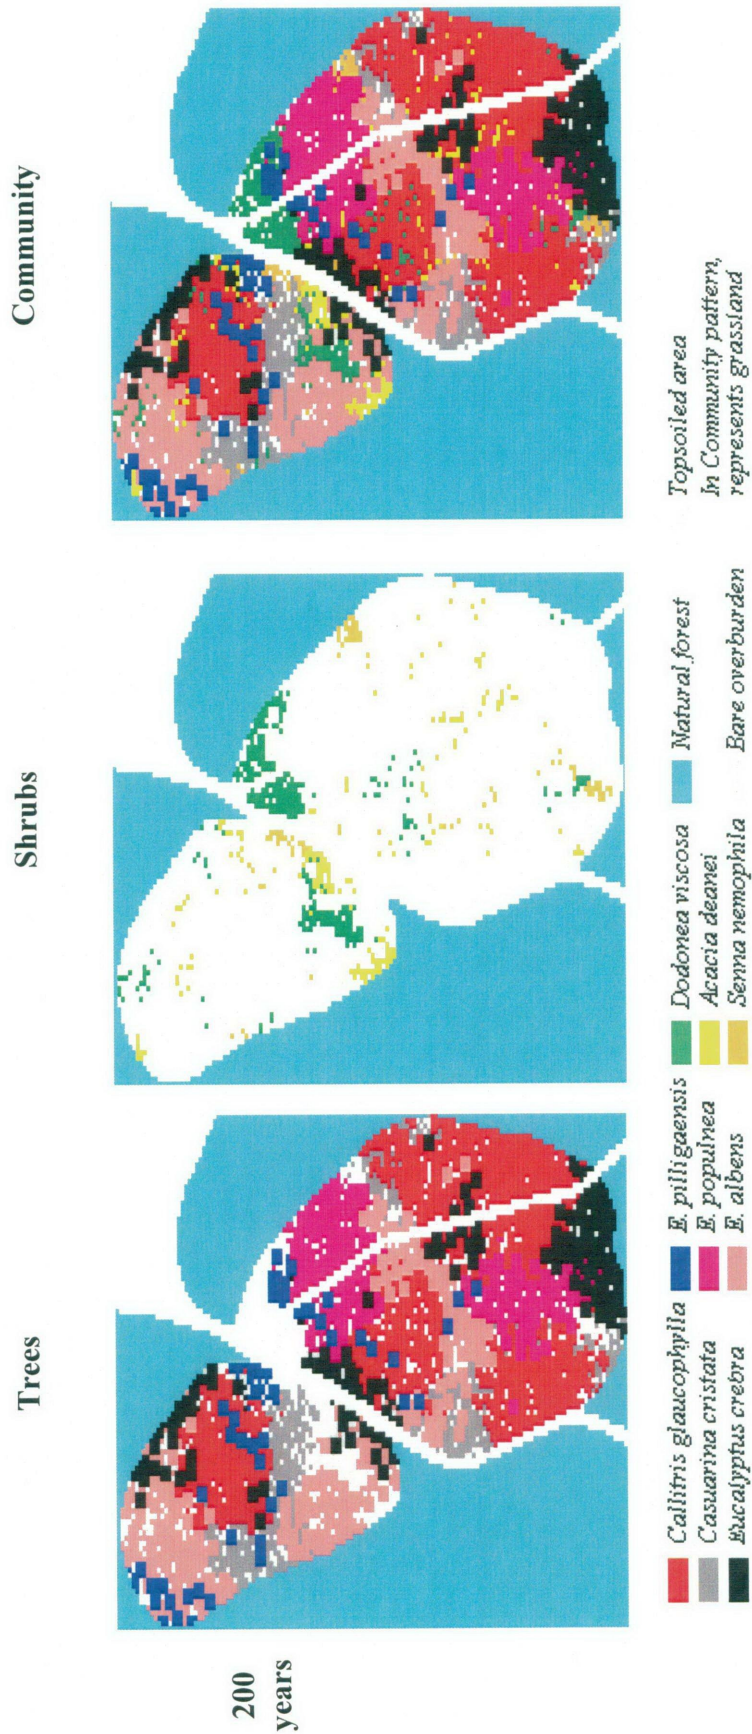 Trees
Shrubs
Community
200
years
Callitris glaucophylla
Casuarina cristata
Eucalyptus crebra
E. pilligaensis
E. populnea
E. albens
Dodonea viscosa
Acacia deanei
Senna nemophila
Natural forest
Bare overburden
Topsoiled area
In Community pattern,
represents grassland